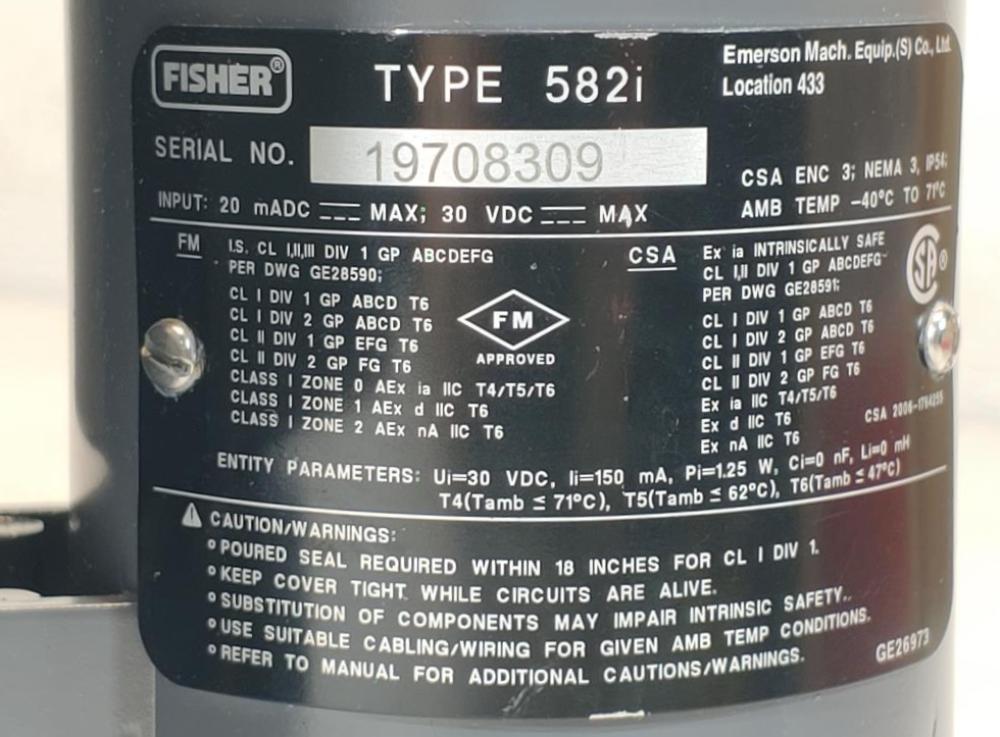 FISHER®
TYPE 582i
Emerson Mach. Equip.(S) Co., Ltd.
Location 433
SERIAL NO. 19708309
CSA ENC 3; NEMA 3, IP54;
AMB TEMP -40°C TO 71°C
INPUT: 20 mADC ⎓ MAX; 30 VDC ⎓ MAX
FM
I.S. CL I,II,III DIV 1 GP ABCDEFG
PER DWG GE28590;
CL I DIV 1 GP ABCD T6
CL I DIV 2 GP ABCD T6
CL II DIV 1 GP EFG T6
CL II DIV 2 GP FG T6
CLASS I ZONE 0 AEx ia IIC T4/T5/T6
CLASS I ZONE 1 AEx d IIC T6
CLASS I ZONE 2 AEx nA IIC T6
FM
APPROVED
CSA
Ex ia INTRINSICALLY SAFE
CL I,II DIV 1 GP ABCDEFG
PER DWG GE28591;
CL I DIV 1 GP ABCD T6
CL I DIV 2 GP ABCD T6
CL II DIV 1 GP EFG T6
CL II DIV 2 GP FG T6
Ex ia IIC T4/T5/T6
Ex d IIC T6
Ex nA IIC T6
SA®
CSA
ENTITY PARAMETERS: Ui=30 VDC, Ii=150 mA, Pi=1.25 W, Ci=0 nF, Li=0 mH
T4(Tamb ≤ 71°C), T5(Tamb ≤ 62°C), T6(Tamb ≤ 47°C)
⚠ CAUTION/WARNINGS:
° POURED SEAL REQUIRED WITHIN 18 INCHES FOR CL I DIV 1.
° KEEP COVER TIGHT WHILE CIRCUITS ARE ALIVE.
° SUBSTITUTION OF COMPONENTS MAY IMPAIR INTRINSIC SAFETY..
° USE SUITABLE CABLING/WIRING FOR GIVEN AMB TEMP CONDITIONS.
° REFER TO MANUAL FOR ADDITIONAL CAUTIONS/WARNINGS.
GE26973